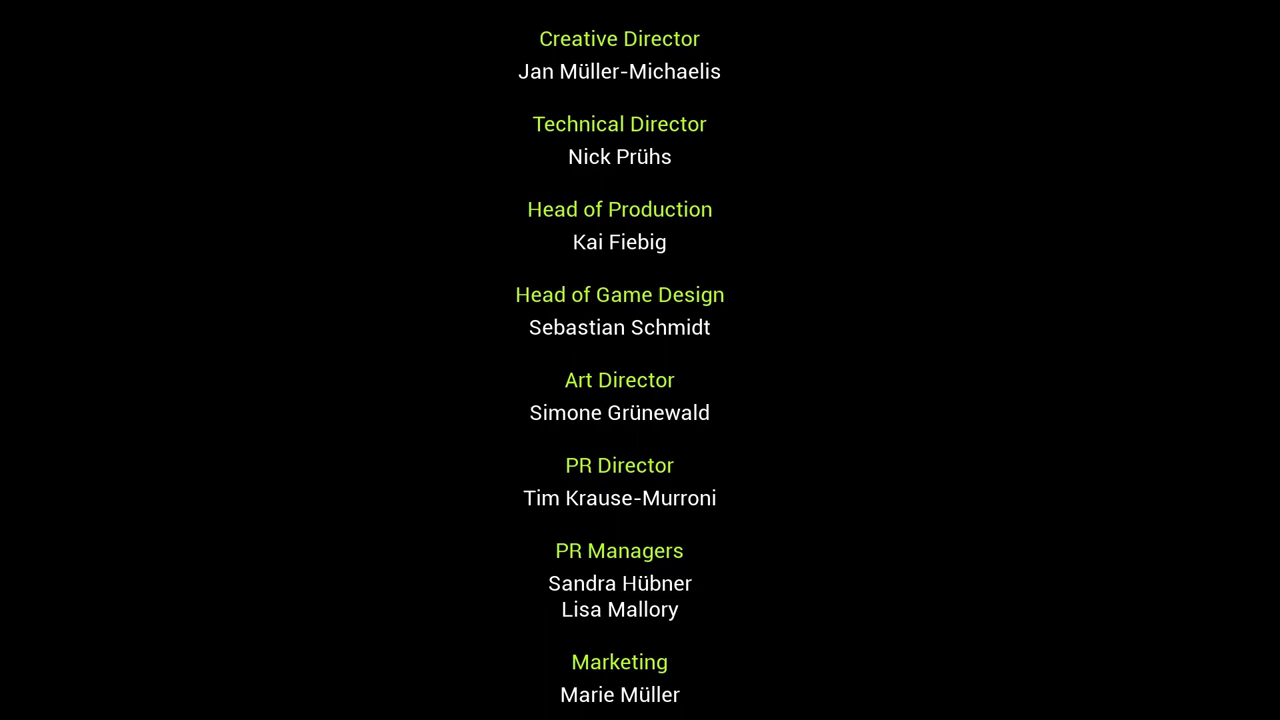 Creative Director
Jan Müller-Michaelis
Technical Director
Nick Prühs
Head of Production
Kai Fiebig
Head of Game Design
Sebastian Schmidt
Art Director
Simone Grünewald
PR Director
Tim Krause-Murroni
PR Managers
Sandra Hübner
Lisa Mallory
Marketing
Marie Müller